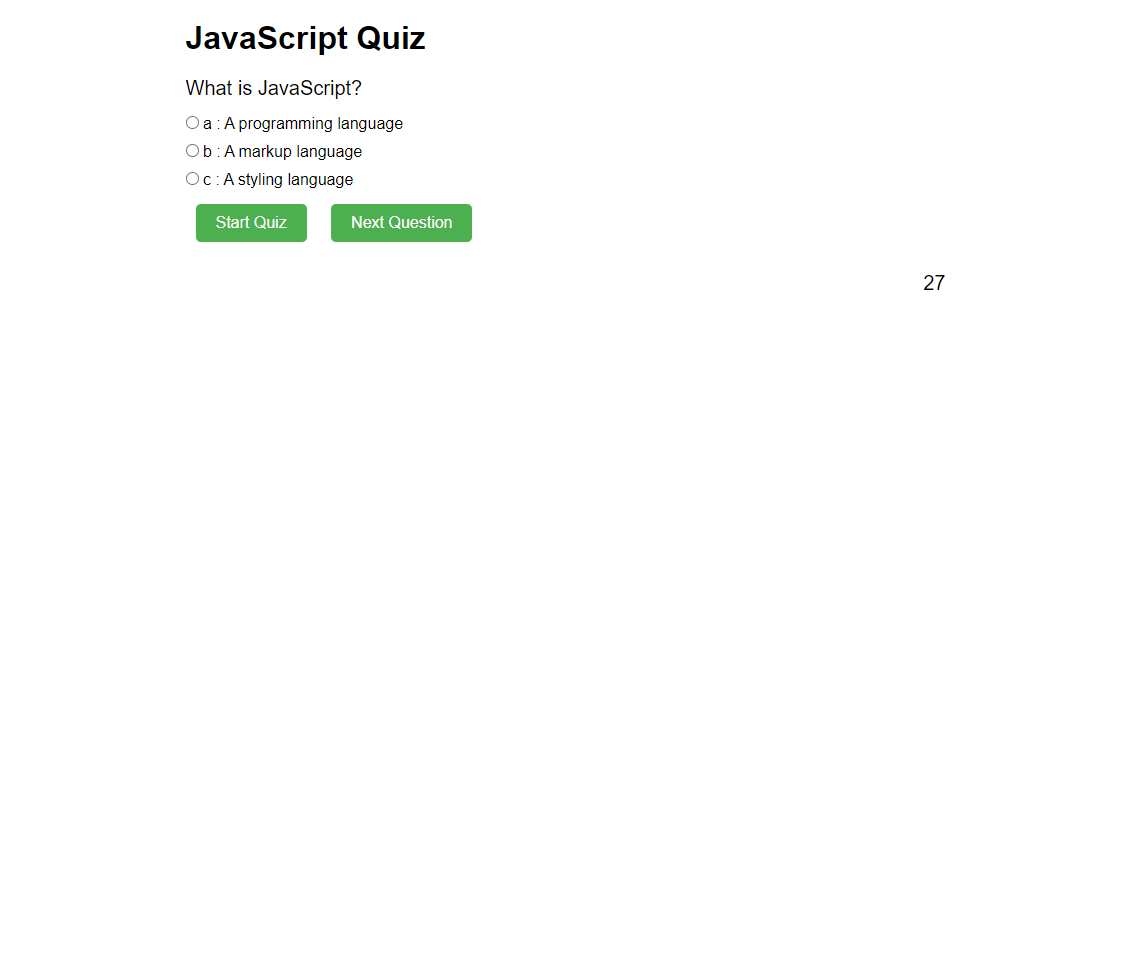 JavaScript Quiz
What is JavaScript?
a : A programming language
b : A markup language
c : A styling language
Start Quiz Next Question
27